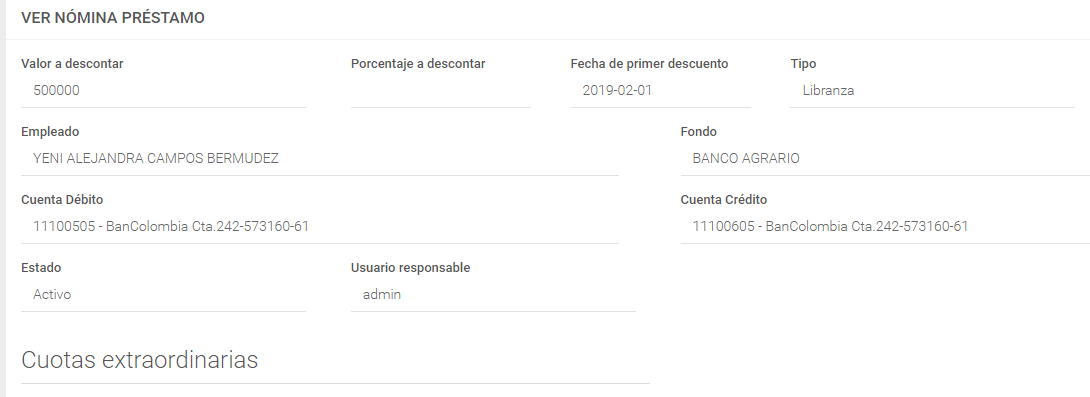 VER NÓMINA PRÉSTAMO
Valor a descontar Porcentaje a descontar Fecha de primer descuento Tipo
500000 2019-02-01 Libranza
Empleado Fondo
YENI ALEJANDRA CAMPOS BERMUDEZ BANCO AGRARIO
Cuenta Débito Cuenta Crédito
11100505 - BanColombia Cta.242-573160-61 11100605 - BanColombia Cta.242-573160-61
Estado Usuario responsable
Activo admin
Cuotas extraordinarias